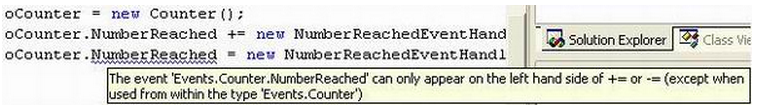 oCounter = new Counter();
oCounter.NumberReached += new NumberReachedEventHand
oCounter.NumberReached = new NumberReachedEventHandl
The event 'Events.Counter.NumberReached' can only appear on the left hand side of += or -= (except when
used from within the type 'Events.Counter')
Solution Explorer
Class Vie